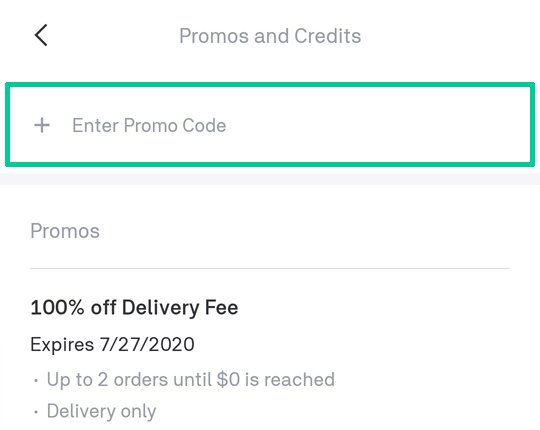 Promos and Credits
+ Enter Promo Code
Promos
100% off Delivery Fee
Expires 7/27/2020
· Up to 2 orders until $0 is reached
· Delivery only